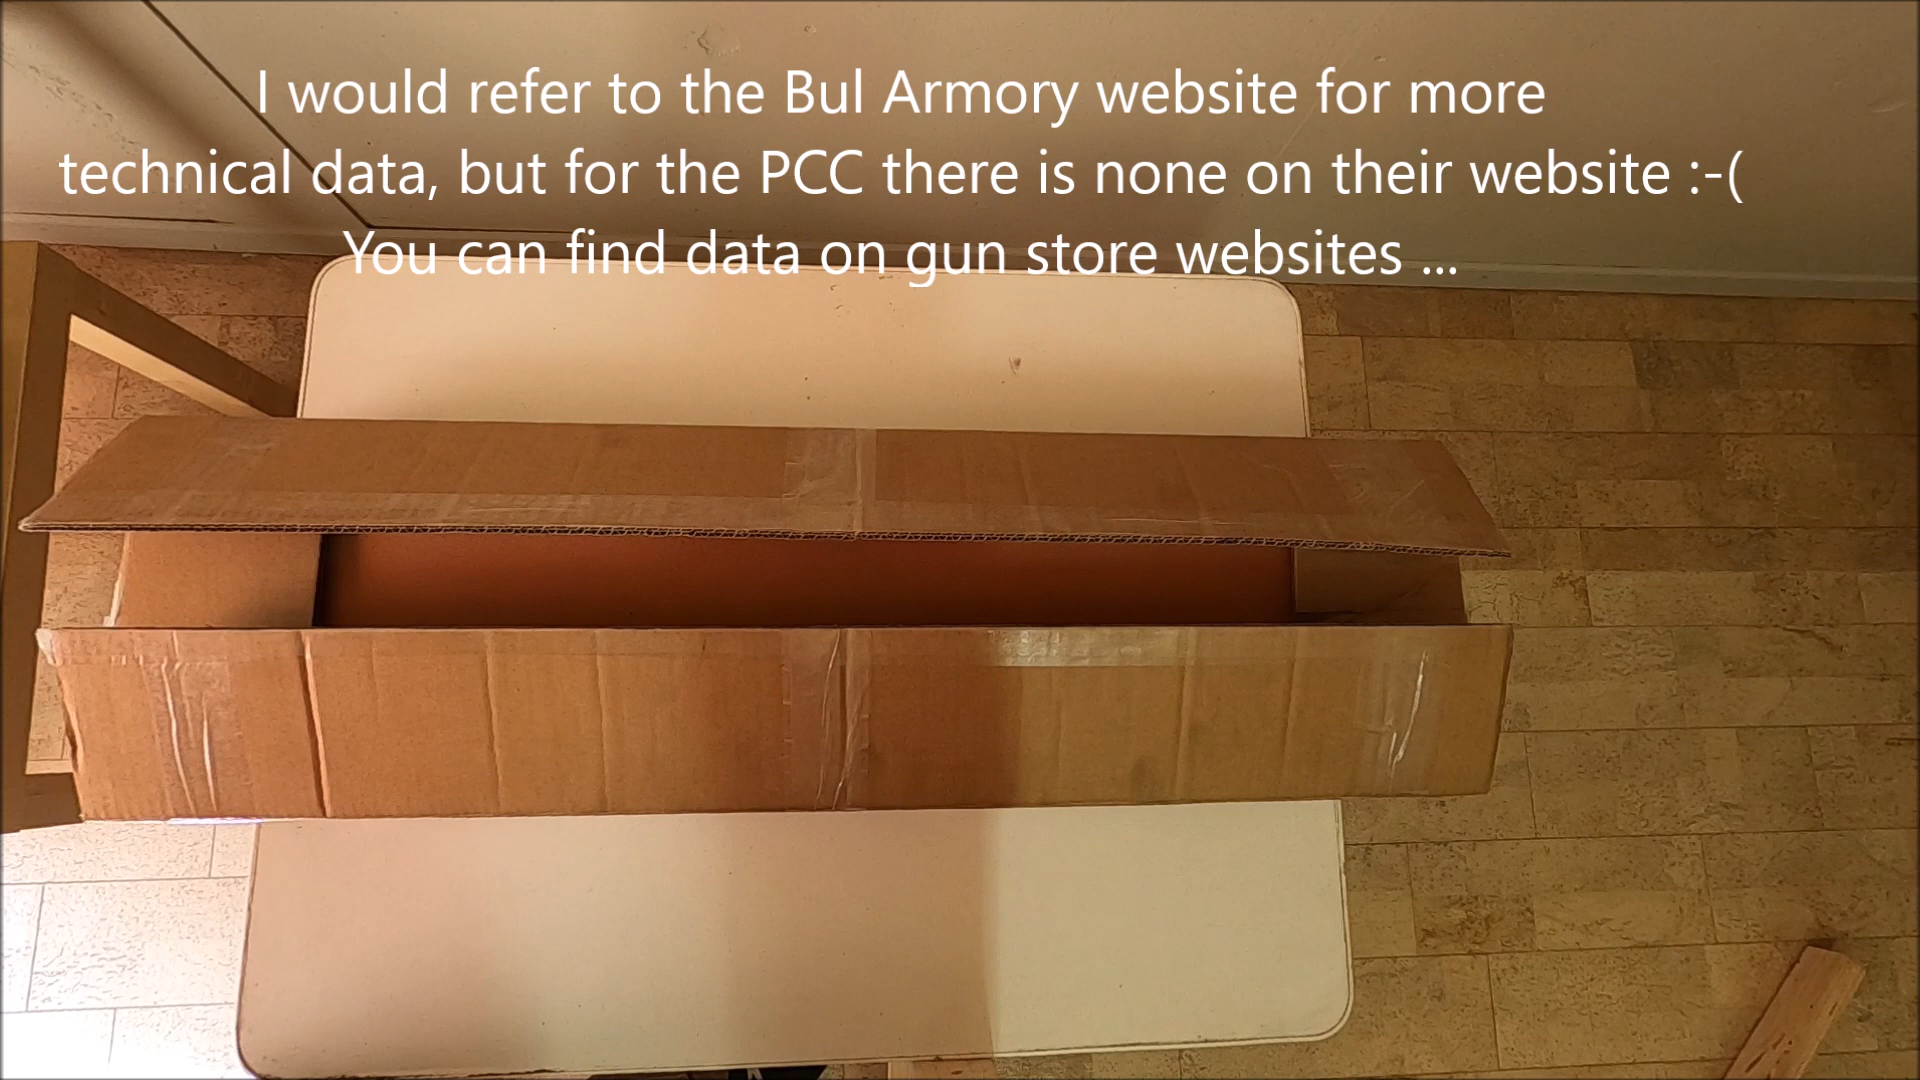 I would refer to the Bul Armory website for more
technical data, but for the PCC there is none on their website :-(
You can find data on gun store websites ...